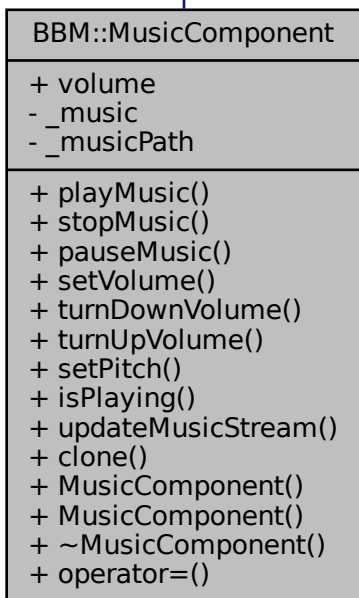 BBM::MusicComponent
+ volume
- _music
- _musicPath
+ playMusic()
+ stopMusic()
+ pauseMusic()
+ setVolume()
+ turnDownVolume()
+ turnUpVolume()
+ setPitch()
+ isPlaying()
+ updateMusicStream()
+ clone()
+ MusicComponent()
+ MusicComponent()
+ ~MusicComponent()
+ operator=()